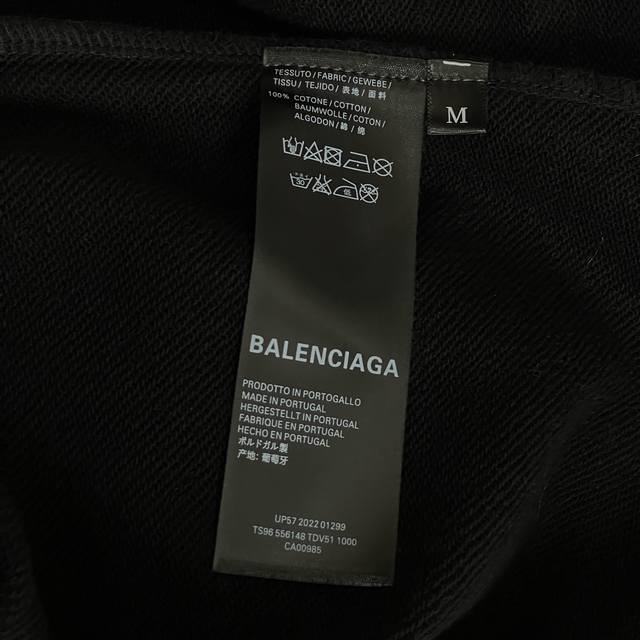 TESSUTO / FABRIC / GEWEBE /
TISSU / TEJIDO / 表地 / 面料
100% COTONE / COTTON /
BAUMWOLLE / COTON /
ALGODON / 綿 /
M
BALENCIAGA
PRODOTTO IN PORTOGALLO
MADE IN PORTUGAL
HERGESTELLT IN PORTUGAL
FABRIQUÉ EN PORTUGAL
HECHO EN PORTUGAL
ポルトガル製
产地: 葡萄牙
UP57 2022 01299
TS96 556148 TDV51 1000
CA00985